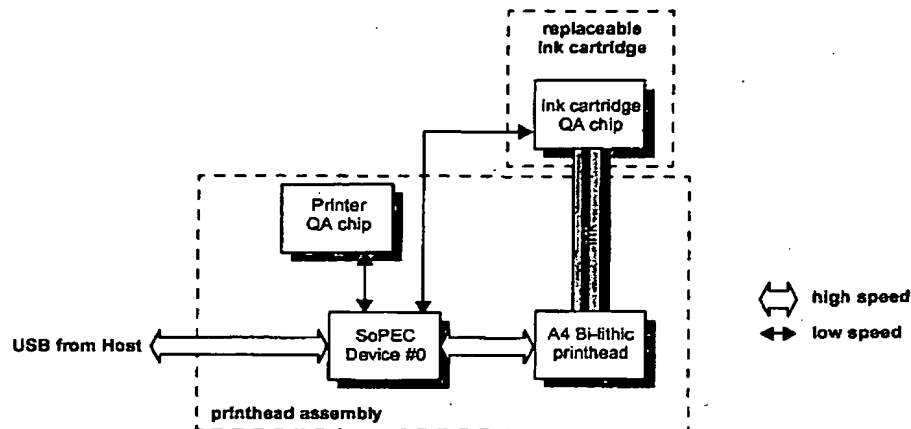 replaceable
ink cartridge
ink cartridge
QA chip
Printer
QA chip
high speed
low speed
USB from Host
SoPEC
Device #0
A4 Bi-lithic
printhead
printhead assembly